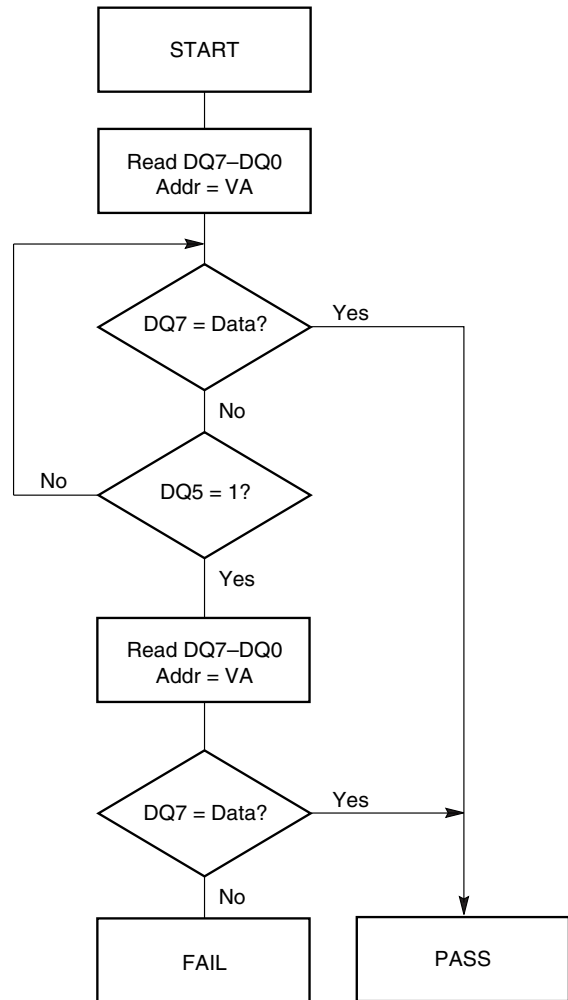 START
Read DQ7–DQ0
Addr = VA
DQ7 = Data?
Yes
No
No
DQ5 = 1?
Yes
Read DQ7–DQ0
Addr = VA
DQ7 = Data?
Yes
No
FAIL
PASS